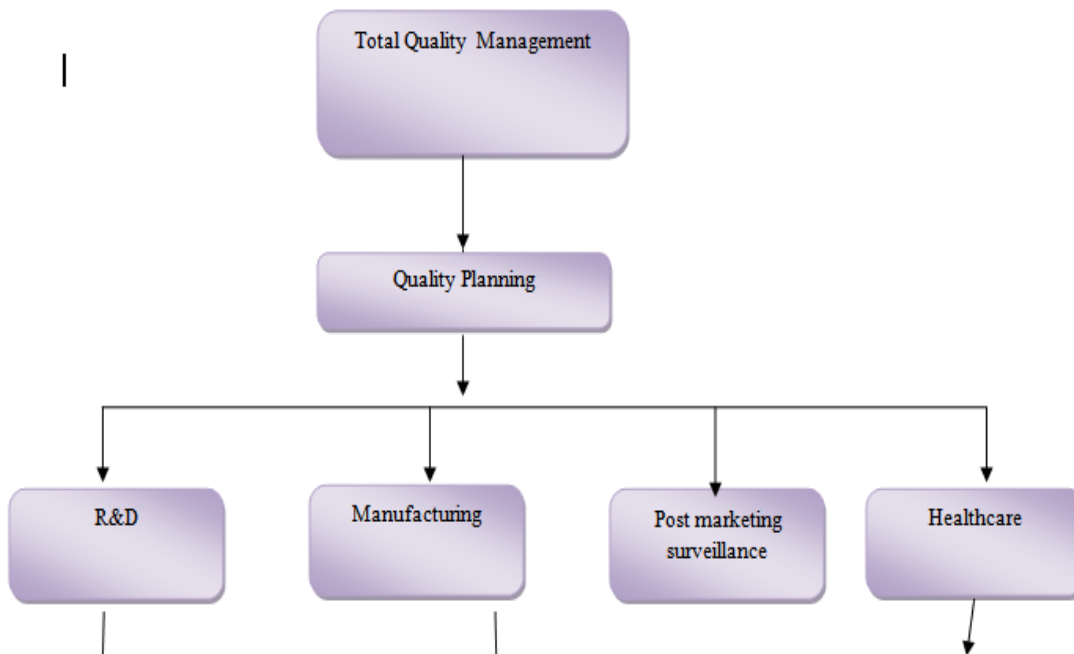 Total Quality Management
Quality Planning
R&D
Manufacturing
Post marketing
surveillance
Healthcare